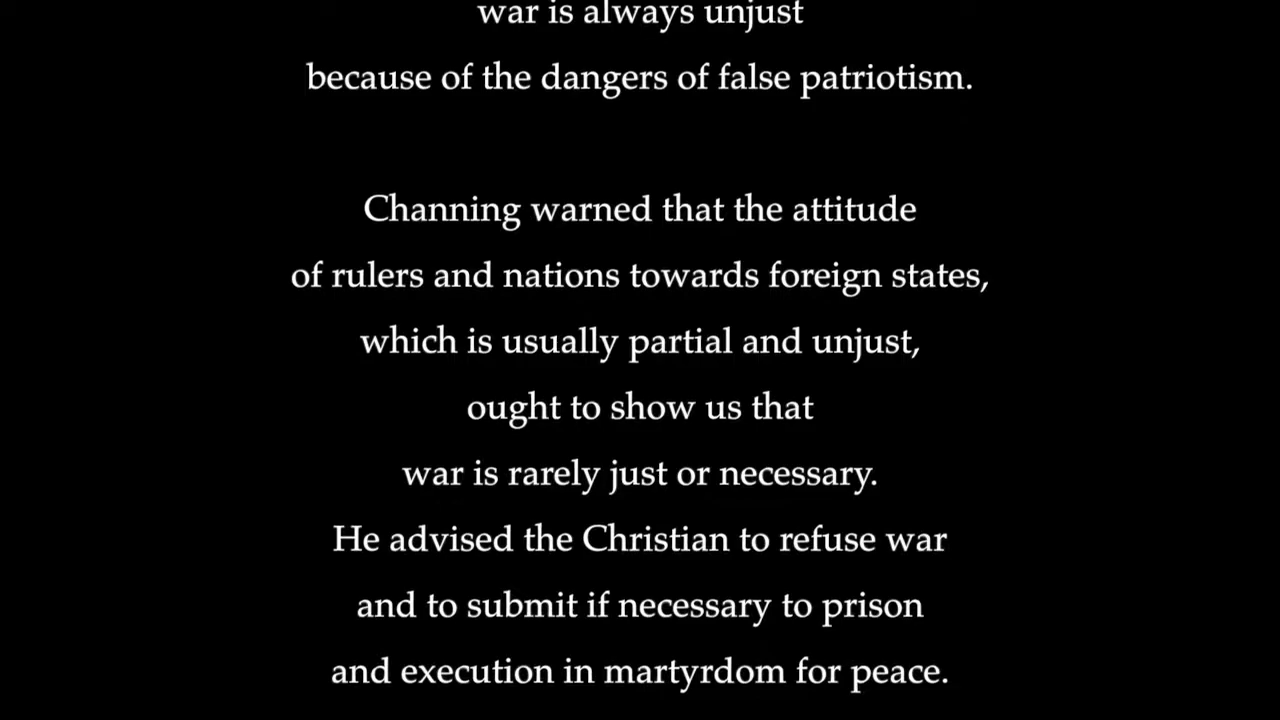 war is always unjust
because of the dangers of false patriotism.
Channing warned that the attitude
of rulers and nations towards foreign states,
which is usually partial and unjust,
ought to show us that
war is rarely just or necessary.
He advised the Christian to refuse war
and to submit if necessary to prison
and execution in martyrdom for peace.